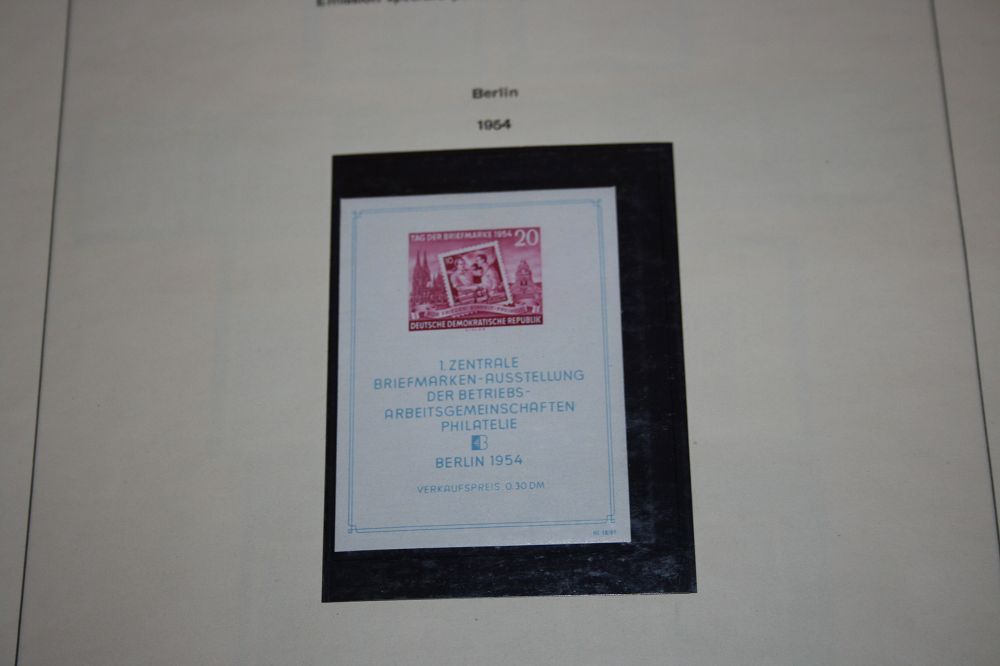 Berlin
1954
TAG DER BRIEFMARKE 1954 20
10
DEUTSCHE DEMOKRATISCHE REPUBLIK
1. ZENTRALE
BRIEFMARKEN-AUSSTELLUNG
DER BETRIEBS-
ARBEITSGEMEINSCHAFTEN
PHILATELIE
BERLIN 1954
VERKAUFSPREIS 0.30 DM